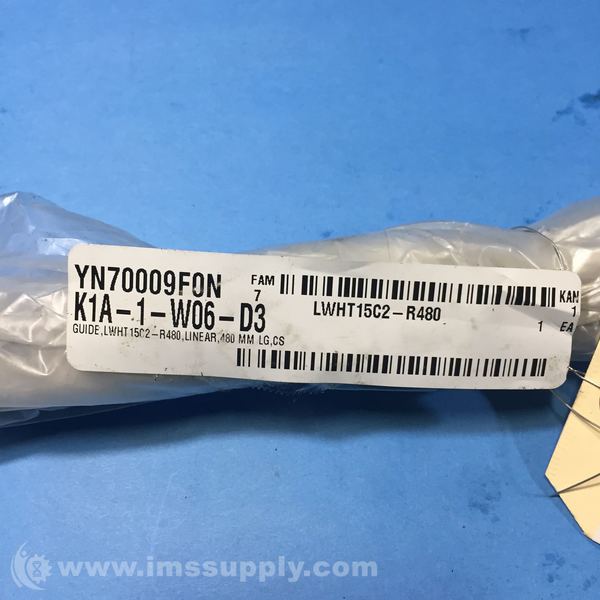 YN70009F0N FAM KAN
7 1
K1A-1-W06-D3 LWHT15C2-R480 1 EA
GUIDE,LWHT15C2-R480,LINEAR,480 MM LG,CS
www.imssupply.com